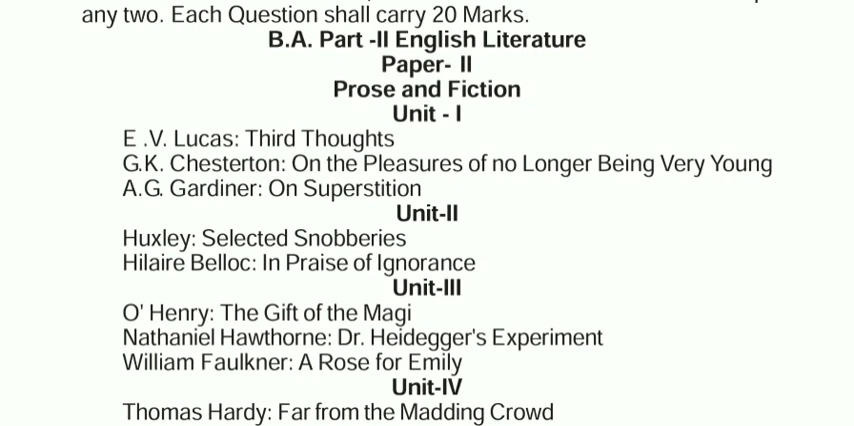 any two. Each Question shall carry 20 Marks.
B.A. Part -II English Literature
Paper- II
Prose and Fiction
Unit - I
E .V. Lucas: Third Thoughts
G.K. Chesterton: On the Pleasures of no Longer Being Very Young
A.G. Gardiner: On Superstition
Unit-II
Huxley: Selected Snobberies
Hilaire Belloc: In Praise of Ignorance
Unit-III
O' Henry: The Gift of the Magi
Nathaniel Hawthorne: Dr. Heidegger's Experiment
William Faulkner: A Rose for Emily
Unit-IV
Thomas Hardy: Far from the Madding Crowd